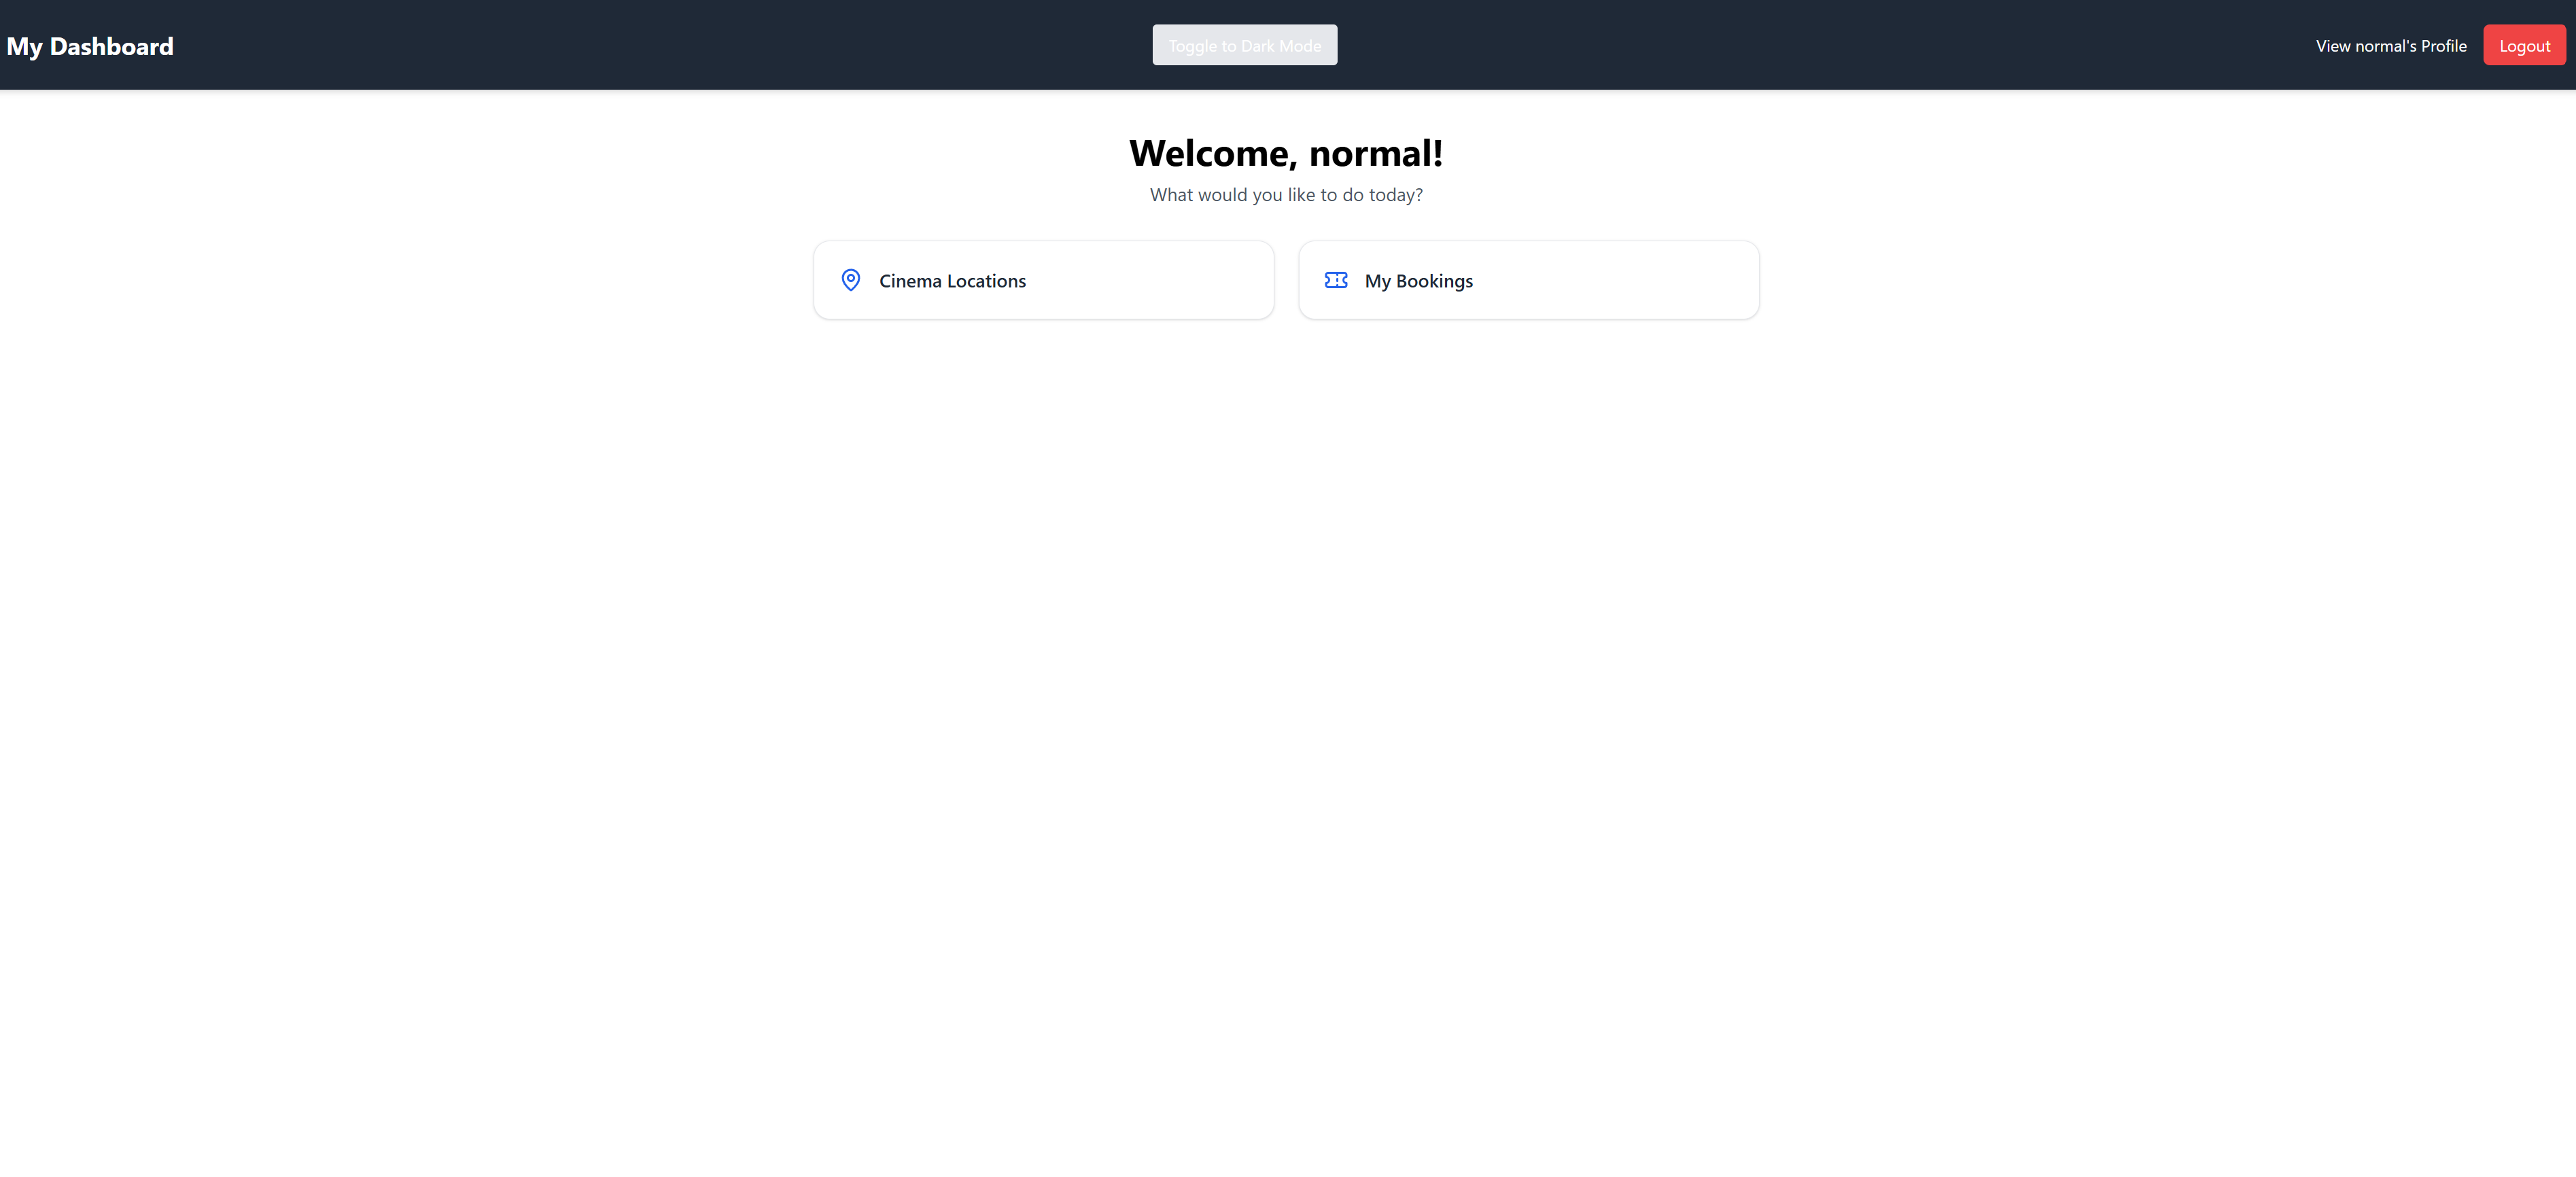 My Dashboard
Toggle to Dark Mode
View normal's Profile
Logout
Welcome, normal!
What would you like to do today?
Cinema Locations
My Bookings